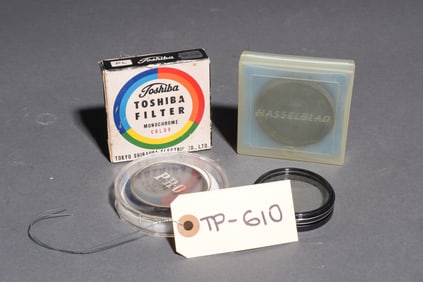 Toshiba
TOSHIBA
FILTER
MONOCHROME
COLOR
TOKYO SHIBAURA ELECTRIC CO., LTD.
HASSELBLAD
PRO
TP-610